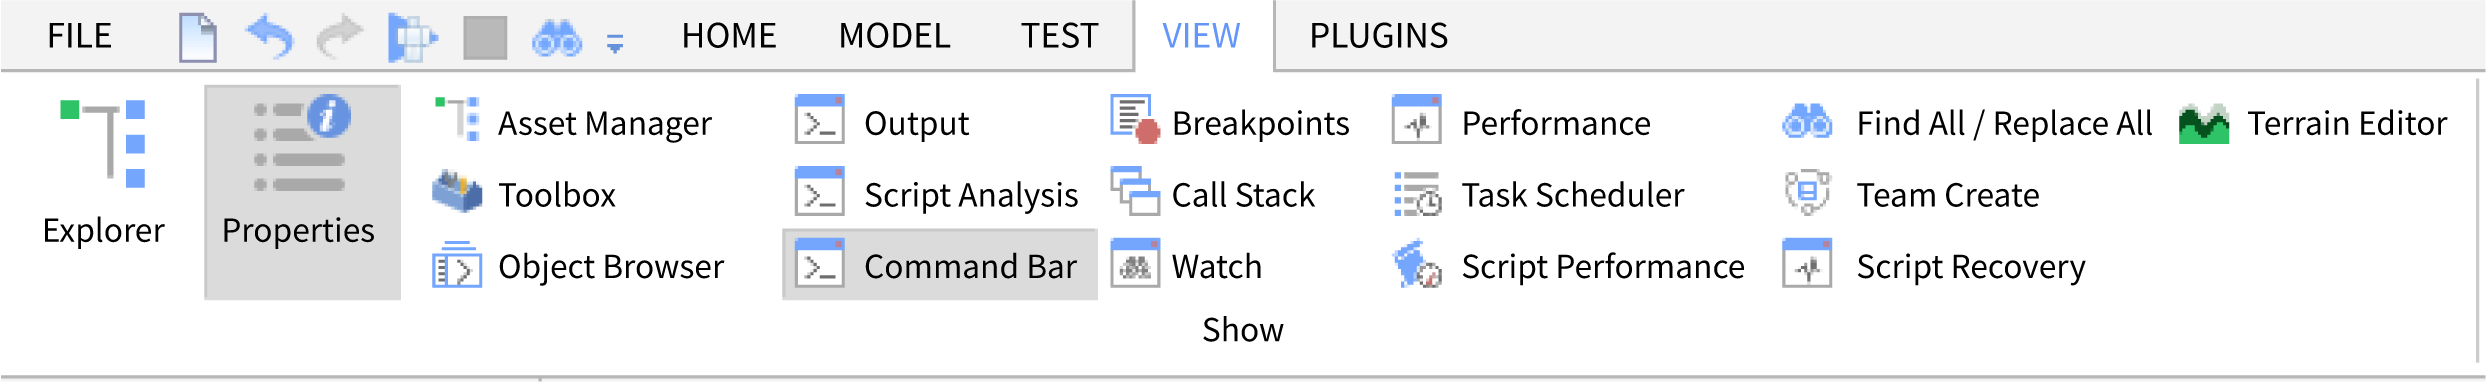 FILE HOME MODEL TEST VIEW PLUGINS
Asset Manager Output Breakpoints Performance Find All / Replace All Terrain Editor
Toolbox Script Analysis Call Stack Task Scheduler Team Create
Explorer Properties
Object Browser Command Bar Watch Script Performance Script Recovery
Show